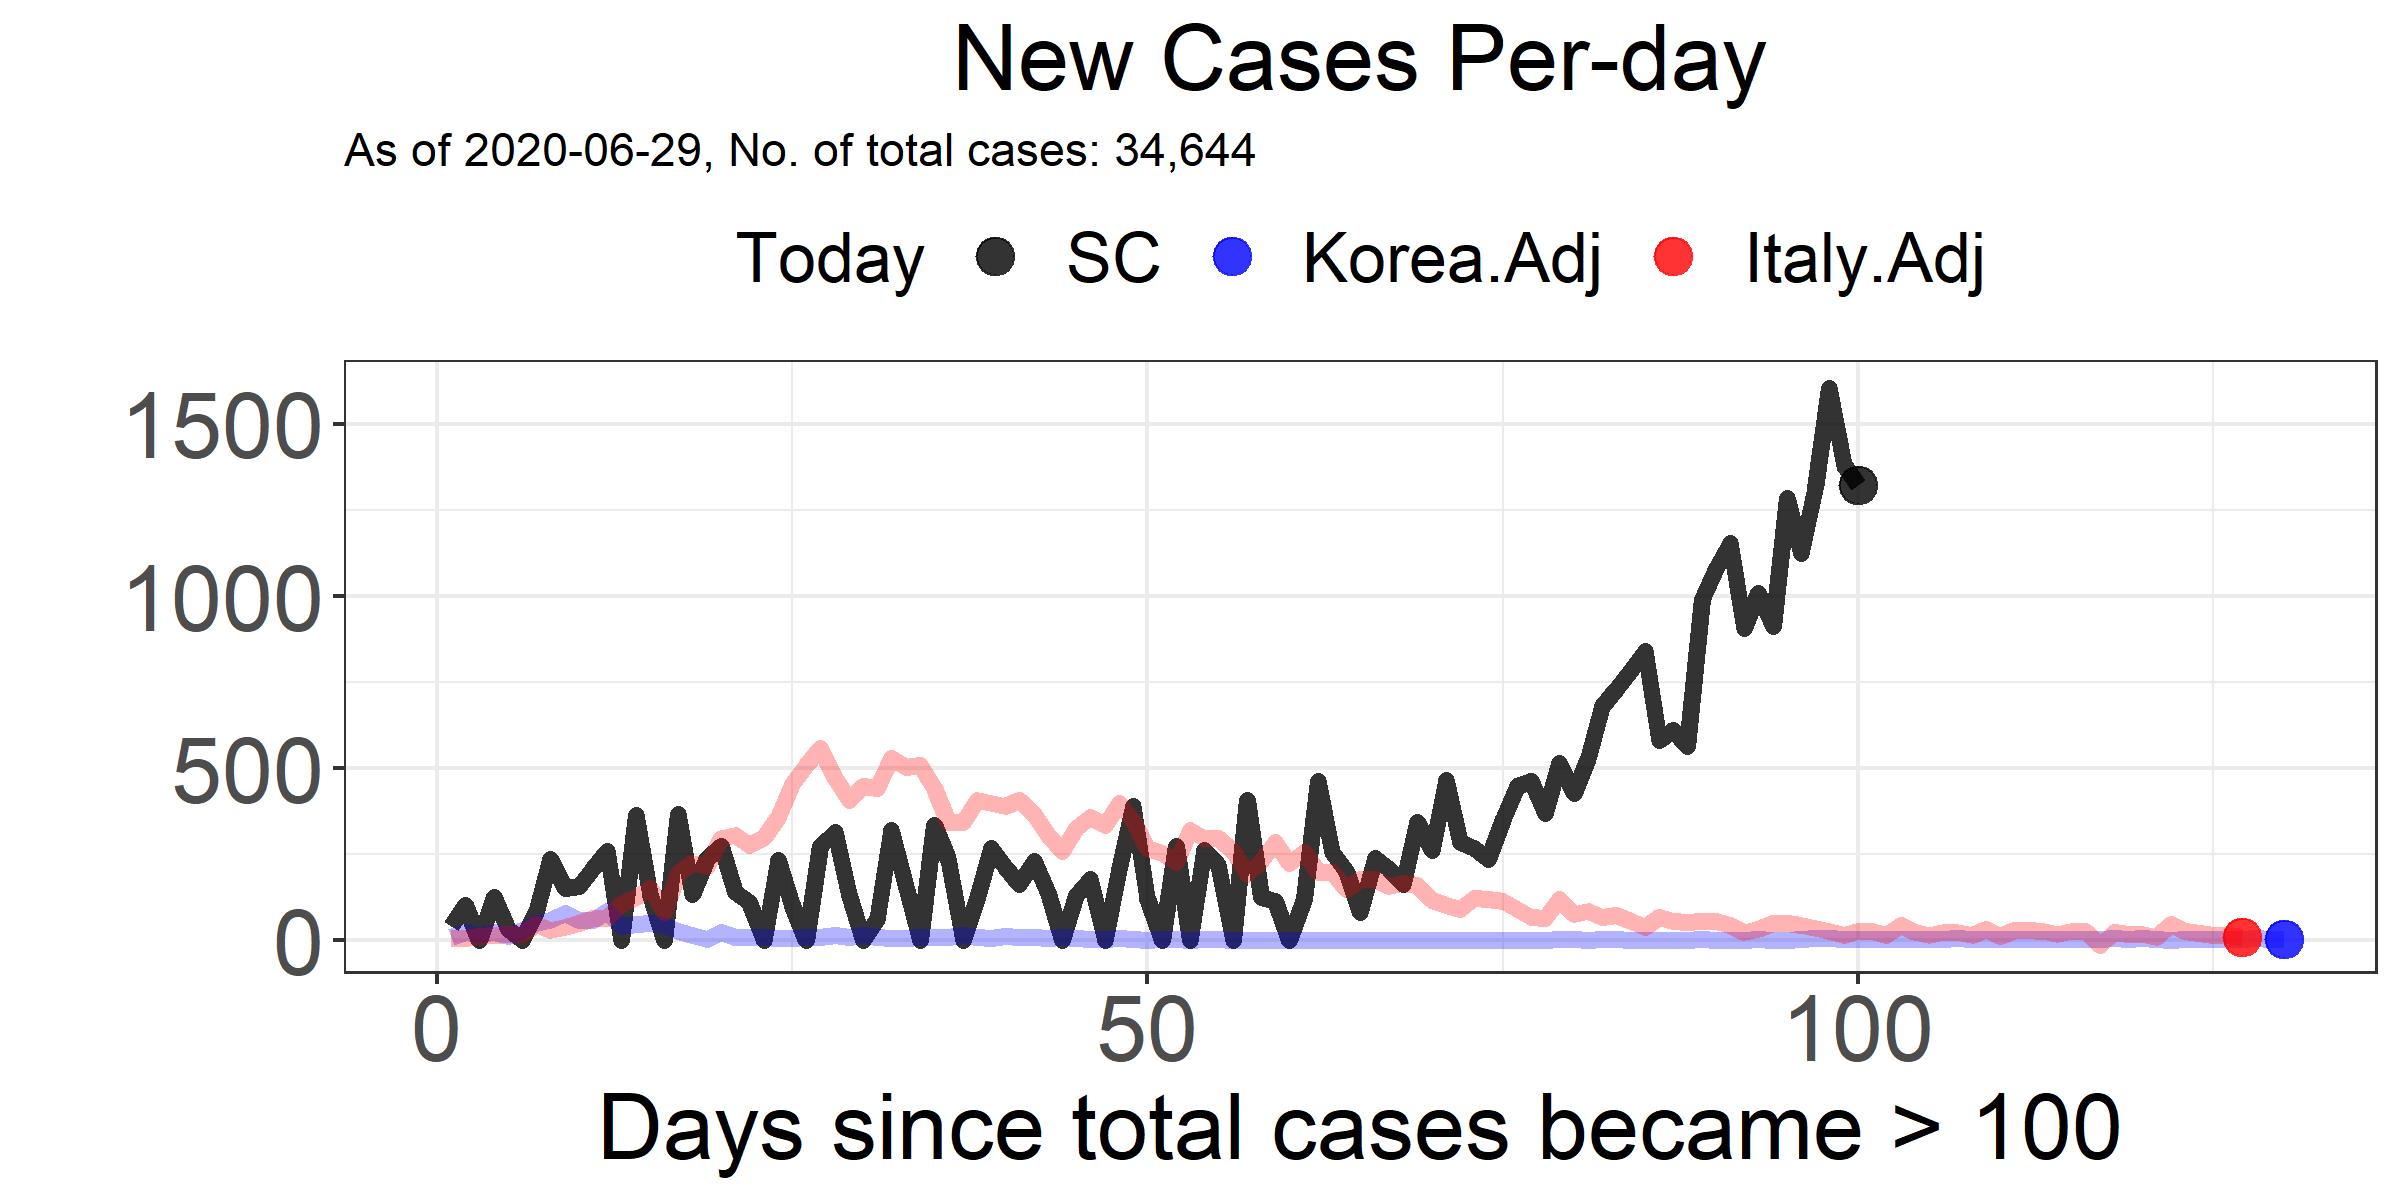 New Cases Per-day
As of 2020-06-29, No. of total cases: 34,644
Today SC Korea.Adj Italy.Adj
1500
1000
500
0
0 50 100
Days since total cases became > 100